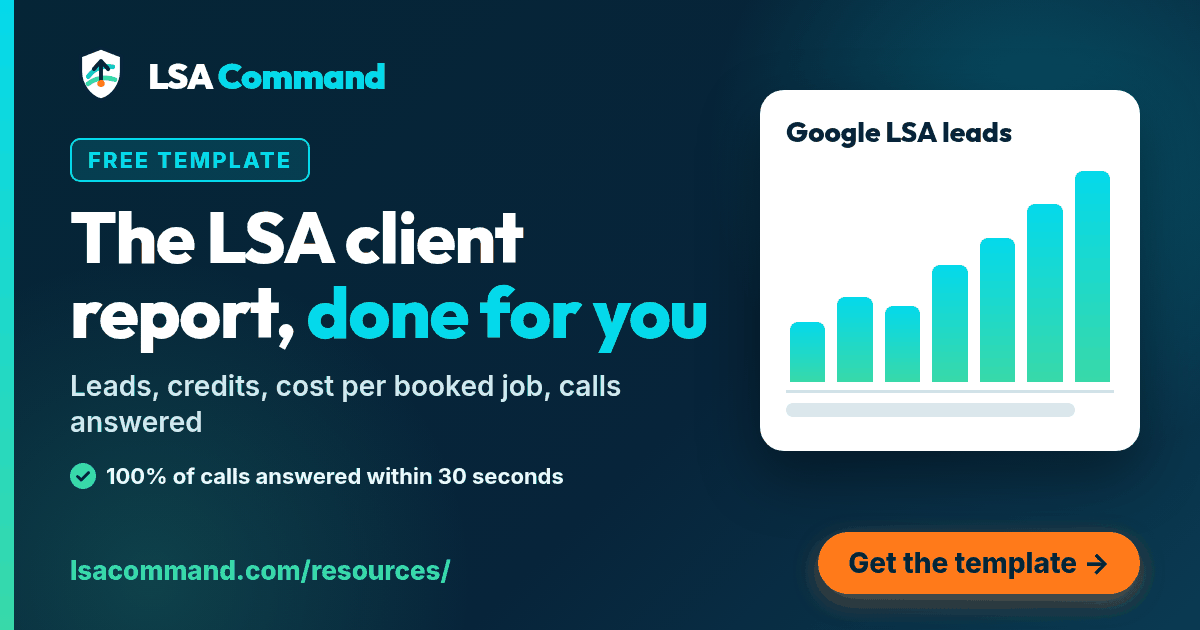 LSA Command
FREE TEMPLATE
The LSA client
report, done for you
Leads, credits, cost per booked job, calls
answered
100% of calls answered within 30 seconds
lsacommand.com/resources/
Google LSA leads
Get the template →